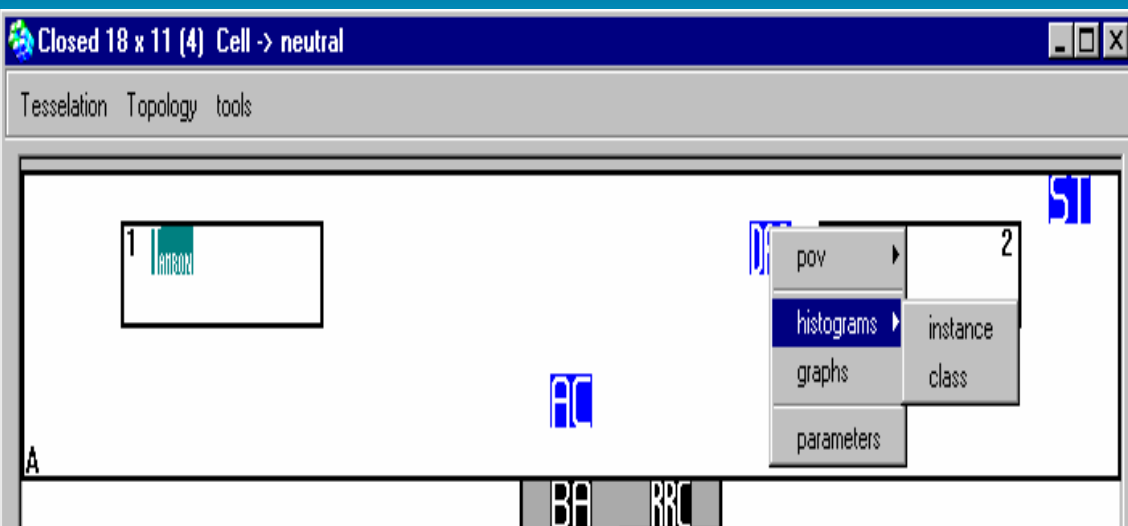 Closed 18 x 11 (4) Cell -> neutral
Tesselation Topology tools
ST
1 TAMBON
2
pov
histograms
instance
graphs
class
AC
parameters
A
BA RRC